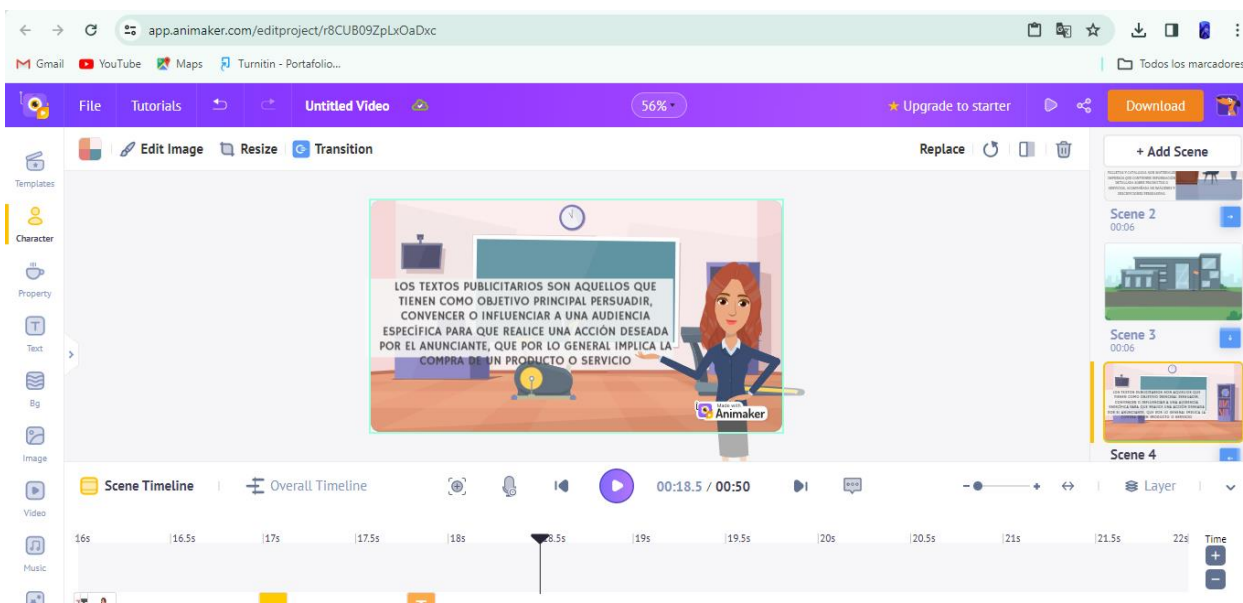 app.animaker.com/editproject/r8CUB09ZpLxOaDxc
Gmail YouTube Maps Turnitin - Portafolio... Todos los marcadores
File Tutorials Untitled Video 56% Upgrade to starter Download
Edit Image Resize Transition Replace + Add Scene
Templates
Character
Property
Text
Bg
Image
Video
Music
LOS TEXTOS PUBLICITARIOS SON AQUELLOS QUE
TIENEN COMO OBJETIVO PRINCIPAL PERSUADIR,
CONVENCER O INFLUENCIAR A UNA AUDIENCIA
ESPECÍFICA PARA QUE REALICE UNA ACCIÓN DESEADA
POR EL ANUNCIANTE, QUE POR LO GENERAL IMPLICA LA
COMPRA DE UN PRODUCTO O SERVICIO
Made with
Animaker
Scene 2
00:06
Scene 3
00:06
Scene 4
Scene Timeline Overall Timeline 00:18.5 / 00:50 Layer
16s 16.5s 17s 17.5s 18s 18.5s 19s 19.5s 20s 20.5s 21s 21.5s 22s Time